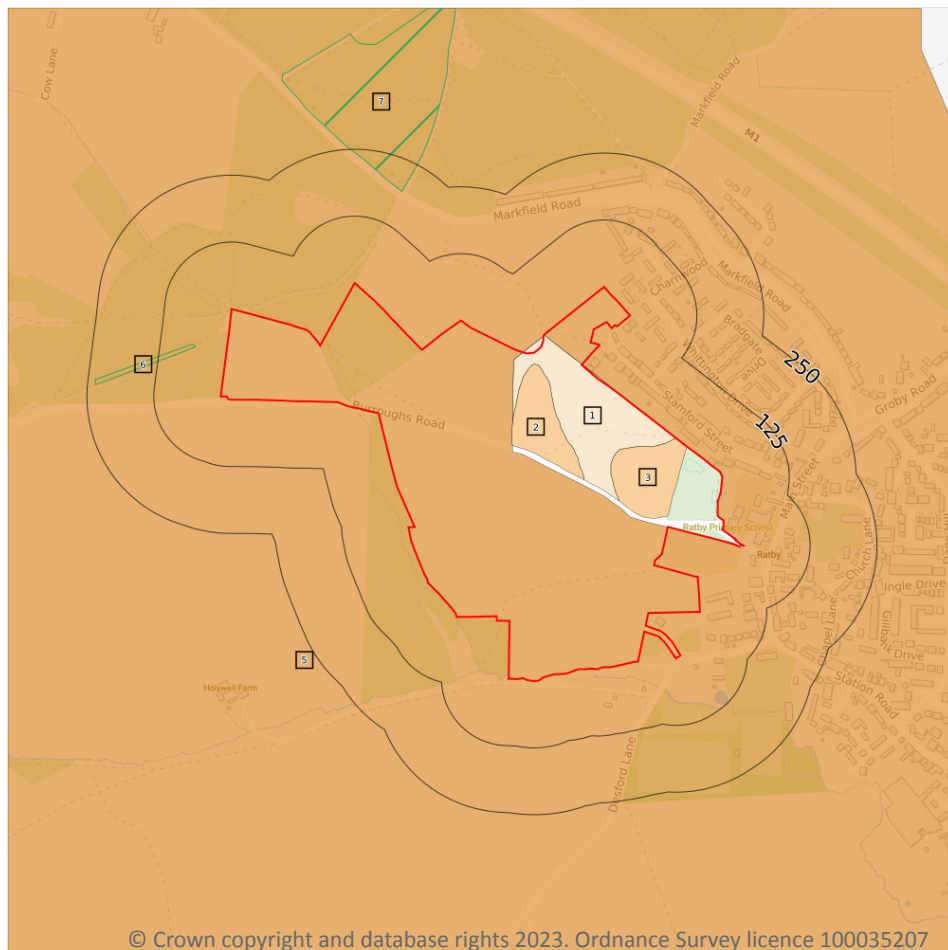 Cow Lane
7
Markfield Road
M1
Markfield Road
Charnwood
Markfield Road
Bradgate
Drive
Whittington Drive
250
6
Burroughs Road
1
Stamford Street
Groby Road
2
125
3
Main Street
Ratby Primary School
Ratby
Church Lane
Ingle Drive
Gillbank Drive
Chapel Lane
5
Holywell Farm
Station Road
Desford Lane
© Crown copyright and database rights 2023. Ordnance Survey licence 100035207